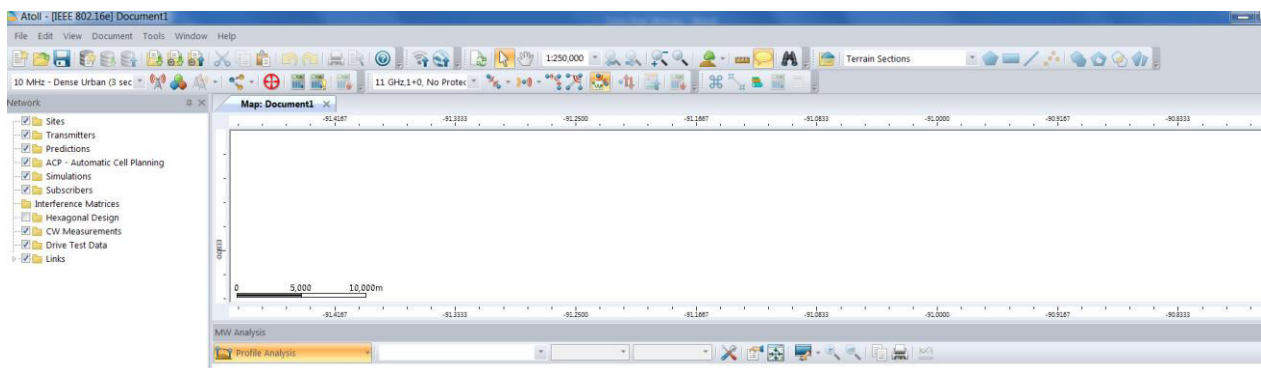 Atoll - [IEEE 802.16e] Document1
File Edit View Document Tools Window Help
1:250,000 Terrain Sections
10 MHz - Dense Urban (3 sec 11 GHz,1+0, No Protec
Network
Map: Document1
-91.4167 -91.3333 -91.2500 -91.1667 -91.0833 -91.0000 -90.9167 -90.8333
Sites
Transmitters
Predictions
ACP - Automatic Cell Planning
Simulations
Subscribers
Interference Matrices
Hexagonal Design
CW Measurements
Drive Test Data
Links
0 5,000 10,000m
-91.4167 -91.3333 -91.2500 -91.1667 -91.0833 -91.0000 -90.9167 -90.8333
MW Analysis
Profile Analysis